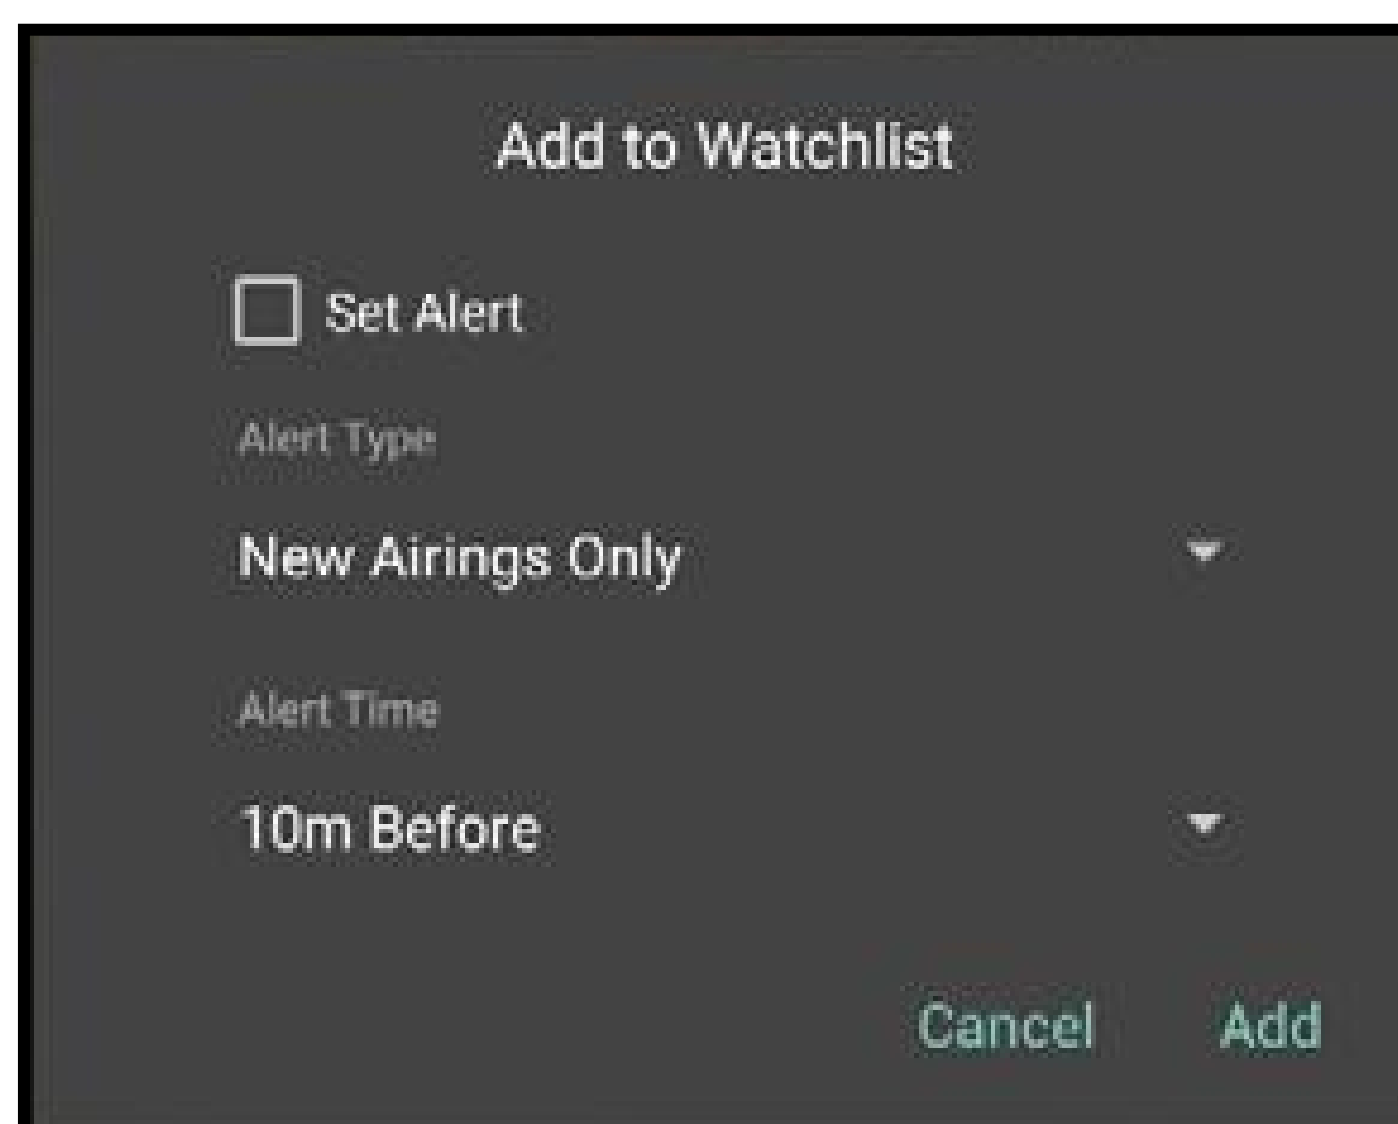 Add to Watchlist
Set Alert
Alert Type
New Airings Only
Alert Time
10m Before
Cancel Add